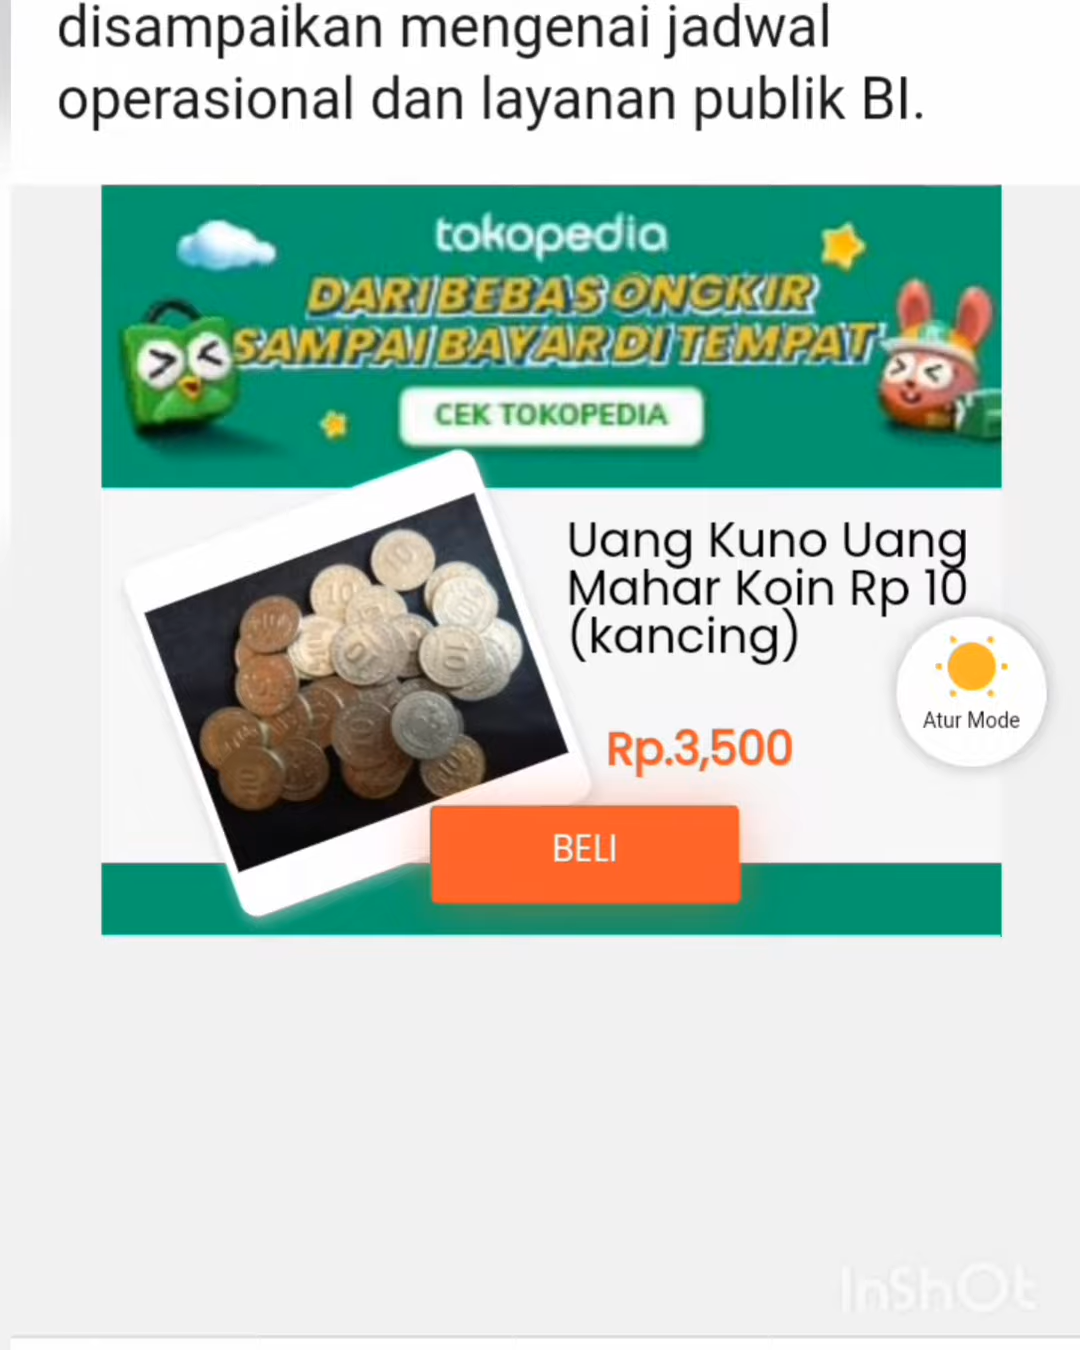 disampaikan mengenai jadwal
operasional dan layanan publik BI.
tokopedia
DARI BEBAS ONGKIR
SAMPAI BAYAR DI TEMPAT
CEK TOKOPEDIA
Uang Kuno Uang
Mahar Koin Rp 10
(kancing)
Rp.3,500
Atur Mode
BELI
InShOt